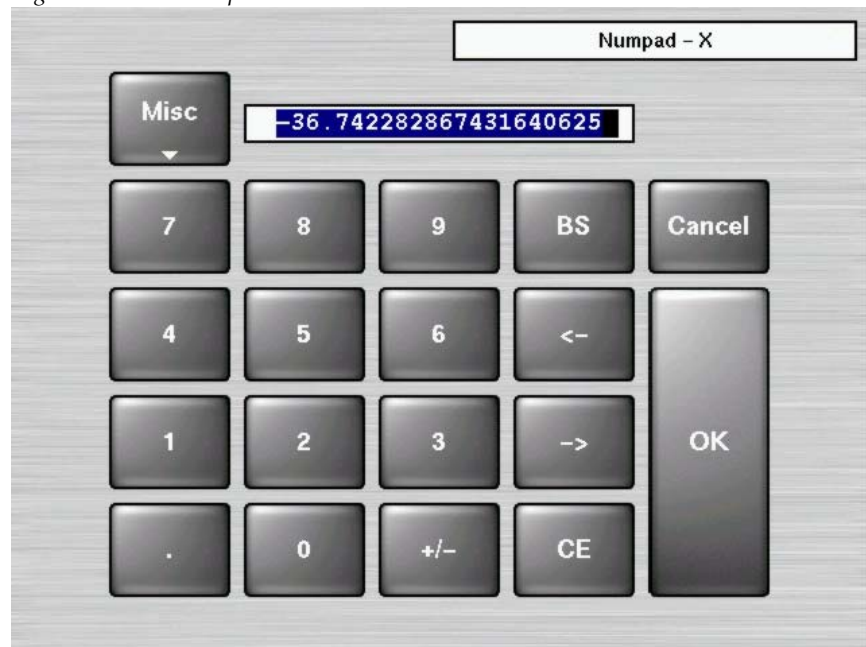 Numpad – X
Misc
-36.742282867431640625
7 8 9 BS Cancel
4 5 6 <-
1 2 3 -> OK
. 0 +/- CE